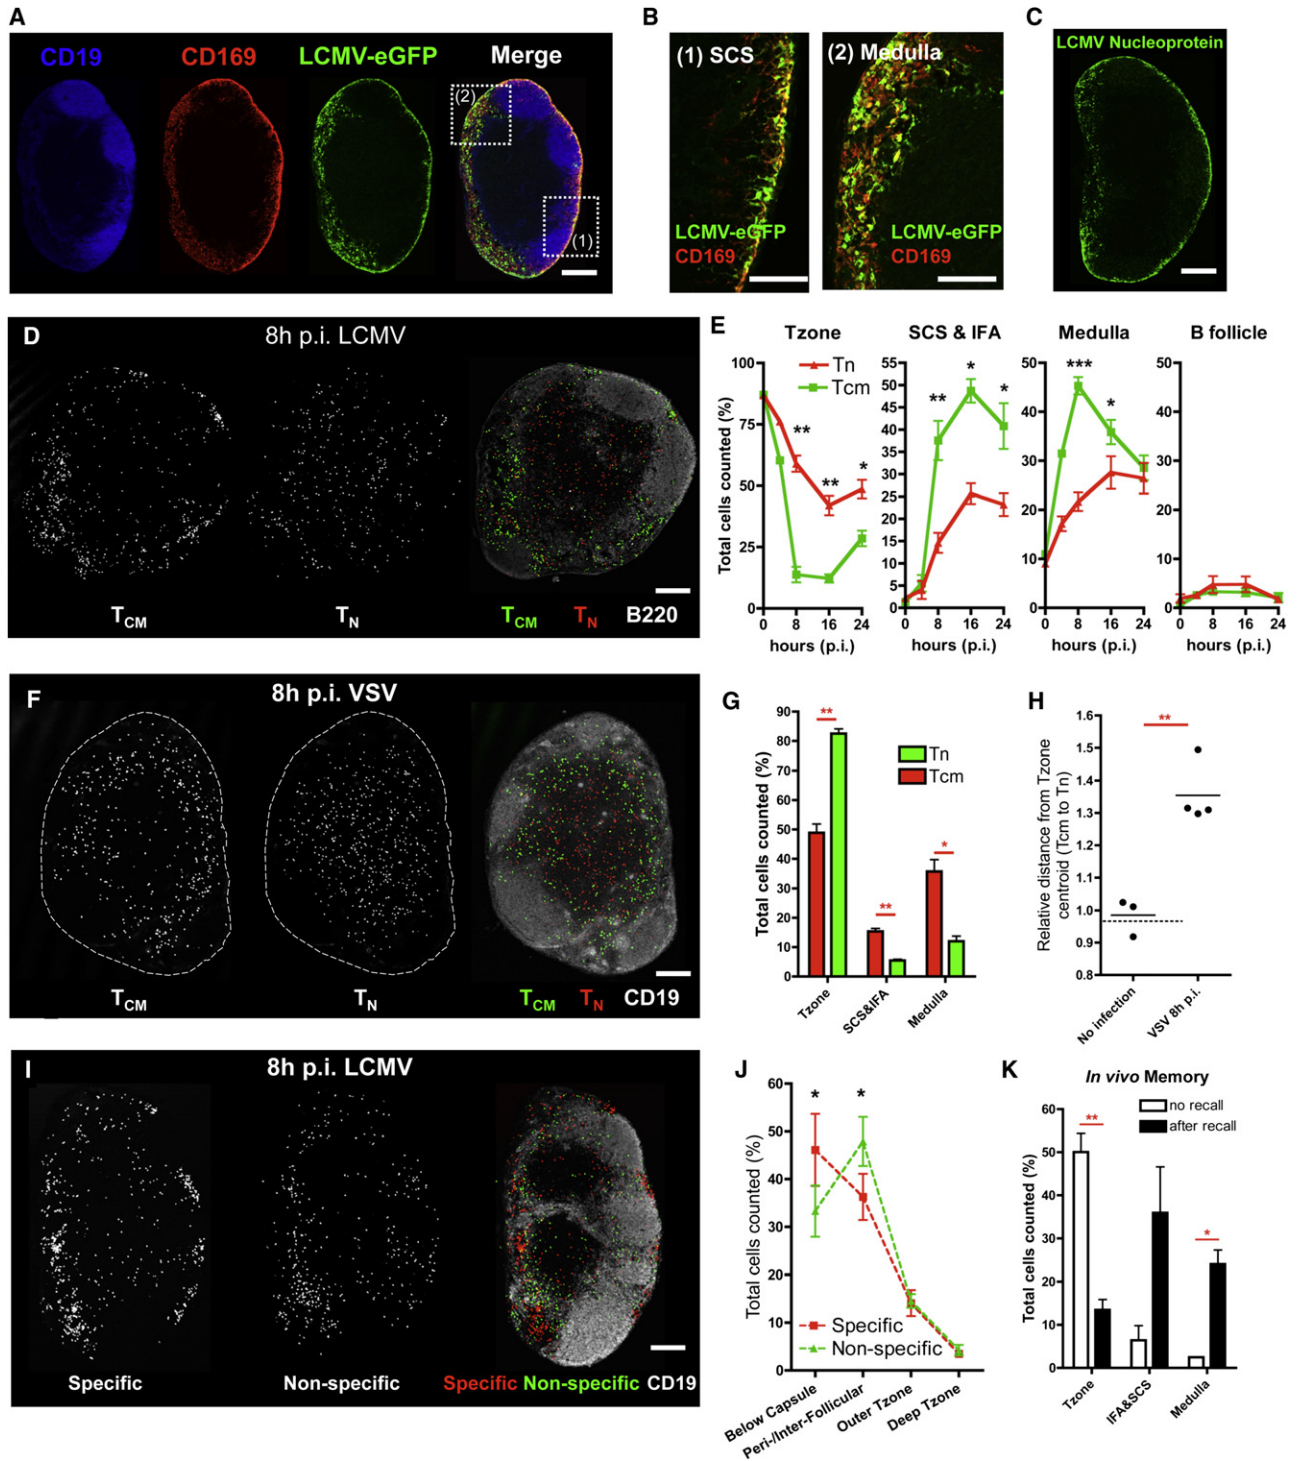 A
CD19 CD169 LCMV-eGFP Merge
(2)
(1)
B
(1) SCS
LCMV-eGFP
CD169
(2) Medulla
LCMV-eGFP
CD169
C
LCMV Nucleoprotein
D
8h p.i. LCMV
TCM TN TCM TN B220
E
Tzone SCS & IFA Medulla B follicle
Total cells counted (%)
100
75
50
25
0
Tn
Tcm
** ** *
0 8 16 24
hours (p.i.)
55
50
45
40
35
30
25
20
15
10
5
0
** * *
0 8 16 24
hours (p.i.)
50
40
30
20
10
0
*** *
0 8 16 24
hours (p.i.)
50
40
30
20
10
0
0 8 16 24
hours (p.i.)
F
8h p.i. VSV
TCM TN TCM TN CD19
G
Total cells counted (%)
90
80
70
60
50
40
30
20
10
0
** ** *
Tn
Tcm
Tzone SCS&IFA Medulla
H
Relative distance from Tzone
centroid (Tcm to Tn)
1.6
1.5
1.4
1.3
1.2
1.1
1.0
0.9
0.8
**
No infection VSV 8h p.i.
I
8h p.i. LCMV
Specific Non-specific Specific Non-specific CD19
J
Total cells counted (%)
60
50
40
30
20
10
0
* *
Specific
Non-specific
Below Capsule Peri-/Inter-Follicular Outer Tzone Deep Tzone
K
In vivo Memory
no recall
after recall
Total cells counted (%)
60
50
40
30
20
10
0
** *
Tzone IFA&SCS Medulla